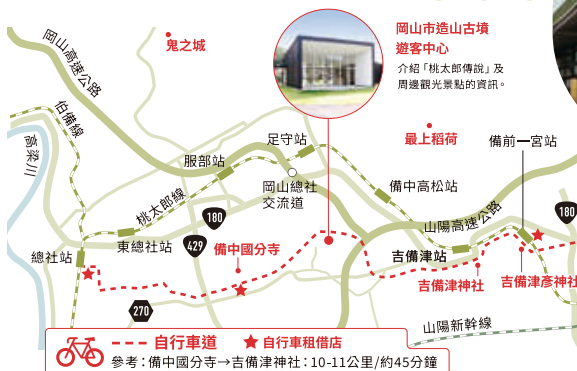 岡山市造山古墳
遊客中心
介紹「桃太郎傳說」及
周邊觀光景點的資訊。
鬼之城
岡山高速公路
伯備線
高梁川
足守站
最上稻荷
備前一宮站
服部站
岡山總社
交流道
備中高松站
桃太郎線
180
山陽高速公路
180
429
東總社站
總社站
備中國分寺
吉備津站
吉備津神社
吉備津彥神社
270
山陽新幹線
自行車道
自行車租借店
參考：備中國分寺→吉備津神社：10-11公里/約45分鐘